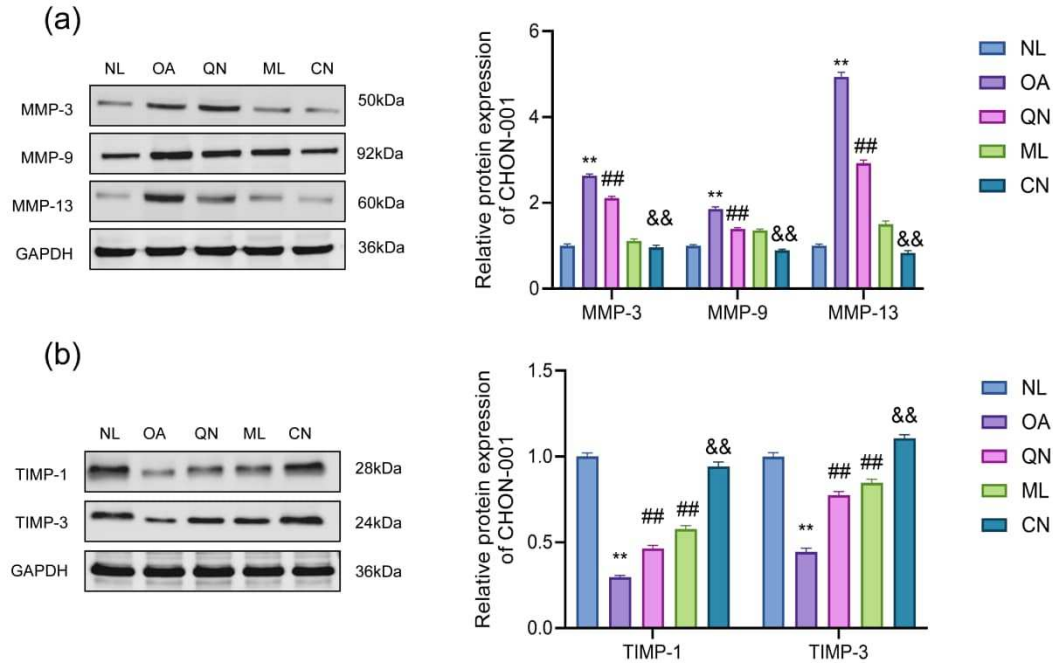 (a)
NL OA QN ML CN
MMP-3 50kDa
MMP-9 92kDa
MMP-13 60kDa
GAPDH 36kDa
Relative protein expression
of CHON-001
6
4
2
0
** ## && ** ## && ** ## &&
MMP-3 MMP-9 MMP-13
NL
OA
QN
ML
CN
(b)
NL OA QN ML CN
TIMP-1 28kDa
TIMP-3 24kDa
GAPDH 36kDa
Relative protein expression
of CHON-001
1.5
1.0
0.5
0.0
** ## ## && ** ## ## &&
TIMP-1 TIMP-3
NL
OA
QN
ML
CN